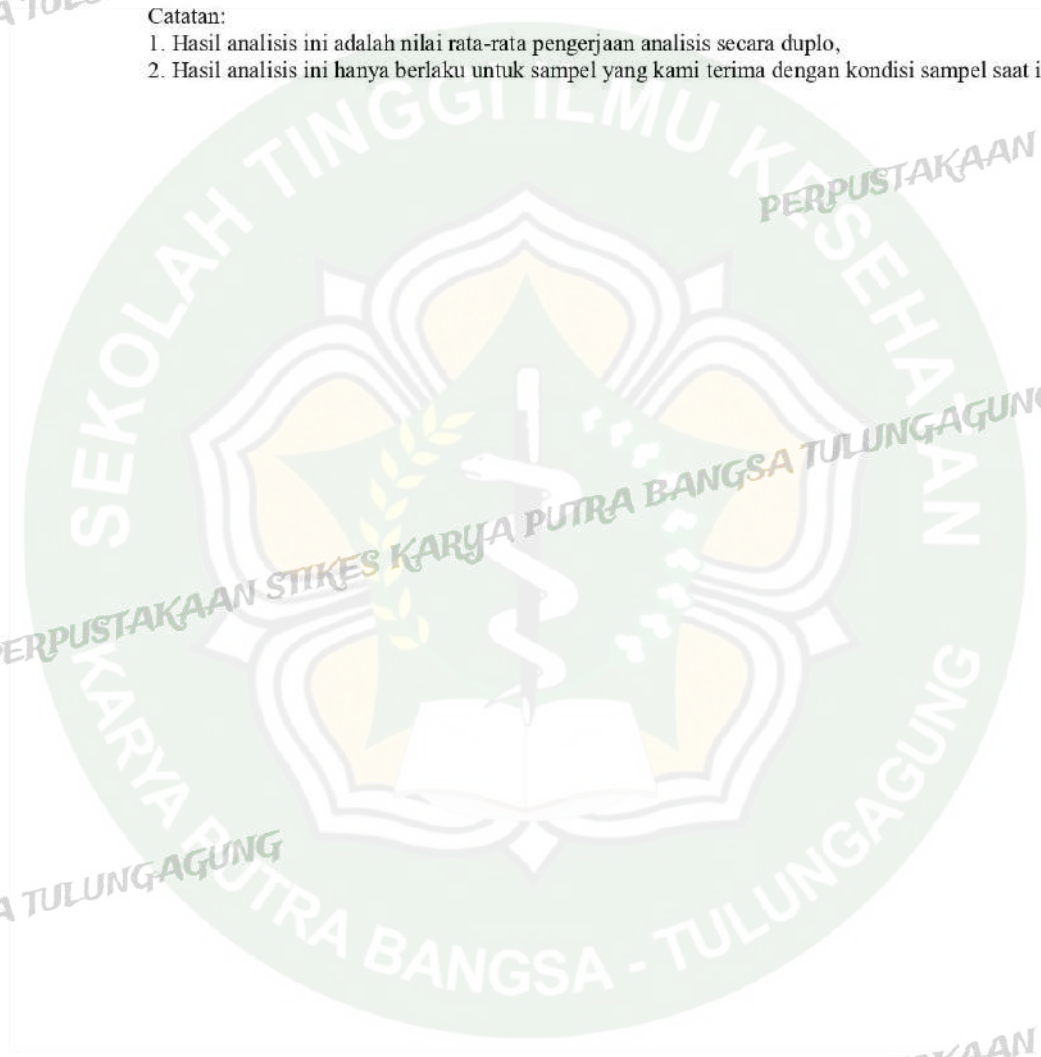 Catatan:
1. Hasil analisis ini adalah nilai rata-rata pengerjaan analisis secara duplo,
2. Hasil analisis ini hanya berlaku untuk sampel yang kami terima dengan kondisi sampel saat
PERPUSTAKAAN
SEKOLAH TINGGI ILMU KESEHATAN
PERPUSTAKAAN STIKES KARYA PUTRA BANGSA TULUNGAGUNG
KARYA PUTRA BANGSA - TULUNGAGUNG
TULUNGAGUNG